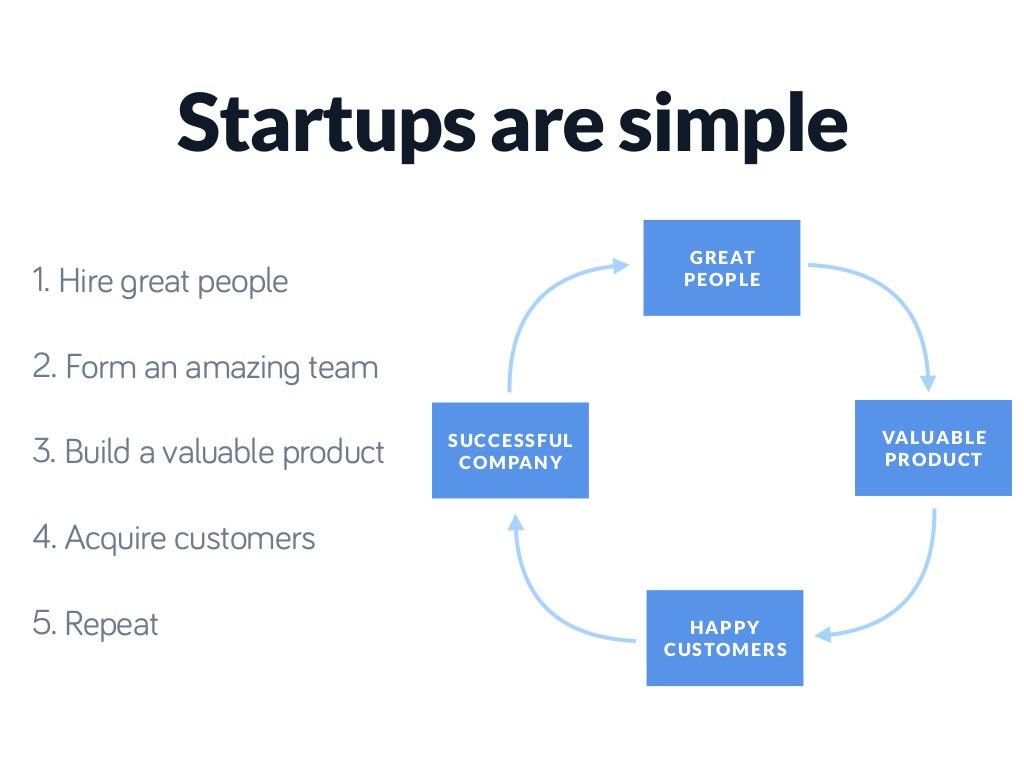 Startups are simple
1. Hire great people
2. Form an amazing team
3. Build a valuable product
4. Acquire customers
5. Repeat
GREAT
PEOPLE
VALUABLE
PRODUCT
HAPPY
CUSTOMERS
SUCCESSFUL
COMPANY